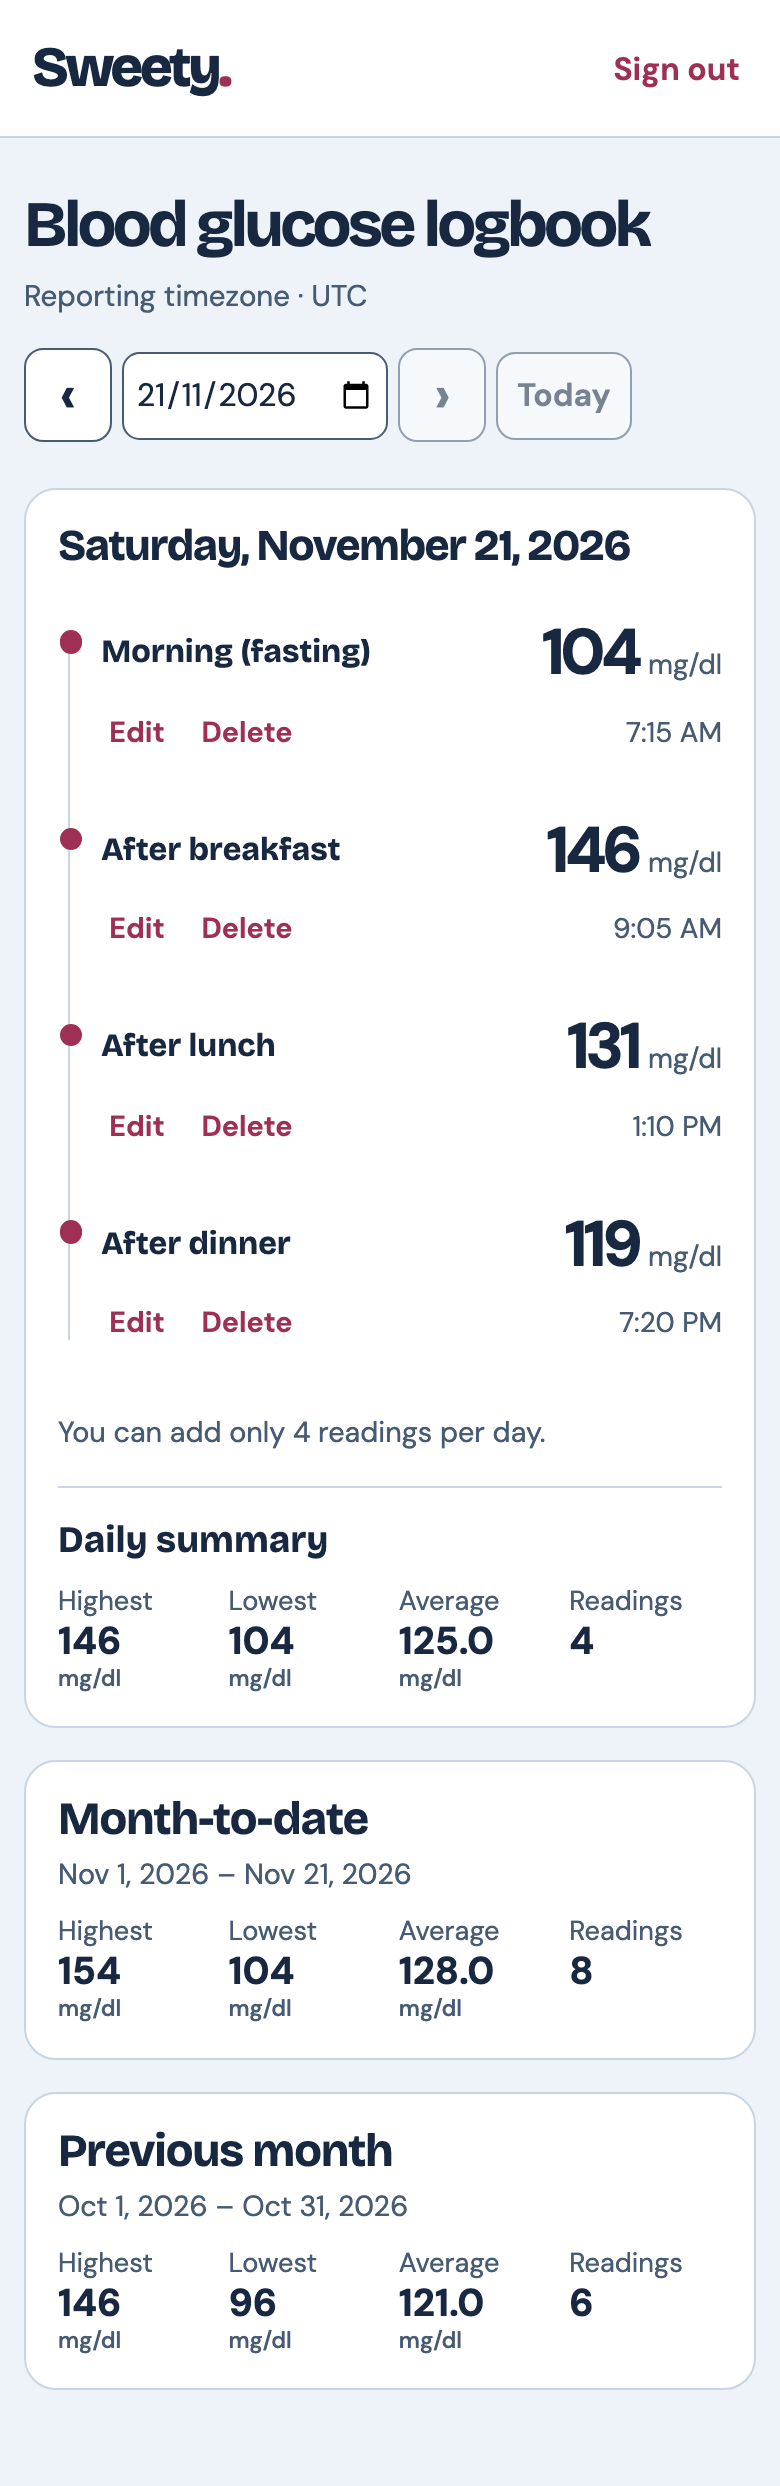 Sweety.
Sign out
Blood glucose logbook
Reporting timezone · UTC
‹ 21/11/2026 › Today
Saturday, November 21, 2026
Morning (fasting) 104 mg/dl
Edit Delete 7:15 AM
After breakfast 146 mg/dl
Edit Delete 9:05 AM
After lunch 131 mg/dl
Edit Delete 1:10 PM
After dinner 119 mg/dl
Edit Delete 7:20 PM
You can add only 4 readings per day.
Daily summary
Highest Lowest Average Readings
146 104 125.0 4
mg/dl mg/dl mg/dl
Month-to-date
Nov 1, 2026 – Nov 21, 2026
Highest Lowest Average Readings
154 104 128.0 8
mg/dl mg/dl mg/dl
Previous month
Oct 1, 2026 – Oct 31, 2026
Highest Lowest Average Readings
146 96 121.0 6
mg/dl mg/dl mg/dl